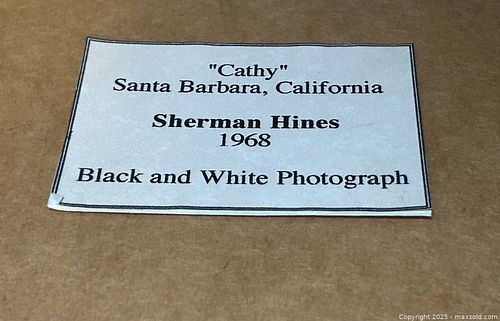 "Cathy"
Santa Barbara, California
Sherman Hines
1968
Black and White Photograph
Copyright 2025 - maxsold.com